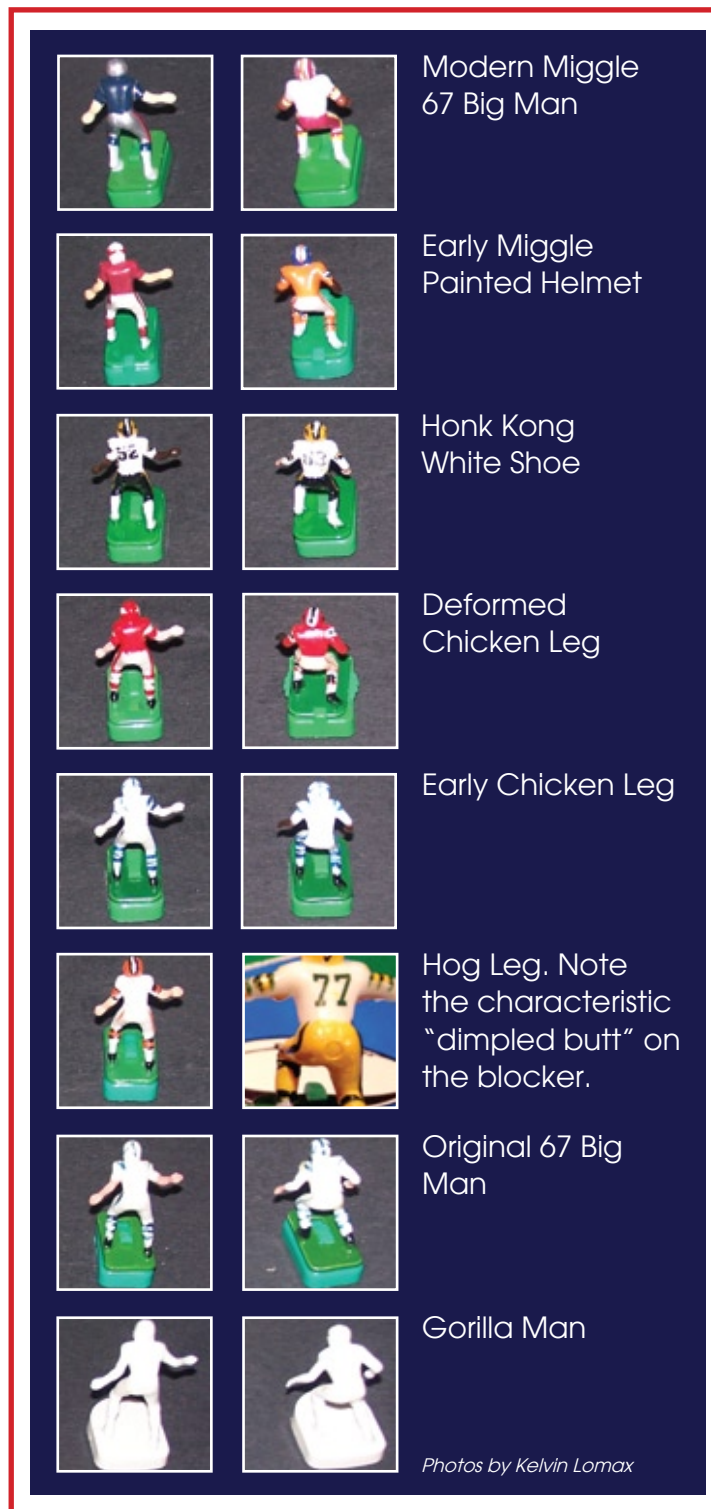 Modern Miggle
67 Big Man
Early Miggle
Painted Helmet
Honk Kong
White Shoe
52
Deformed
Chicken Leg
Early Chicken Leg
77
Hog Leg. Note
the characteristic
“dimpled butt” on
the blocker.
Original 67 Big
Man
Gorilla Man
Photos by Kelvin Lomax